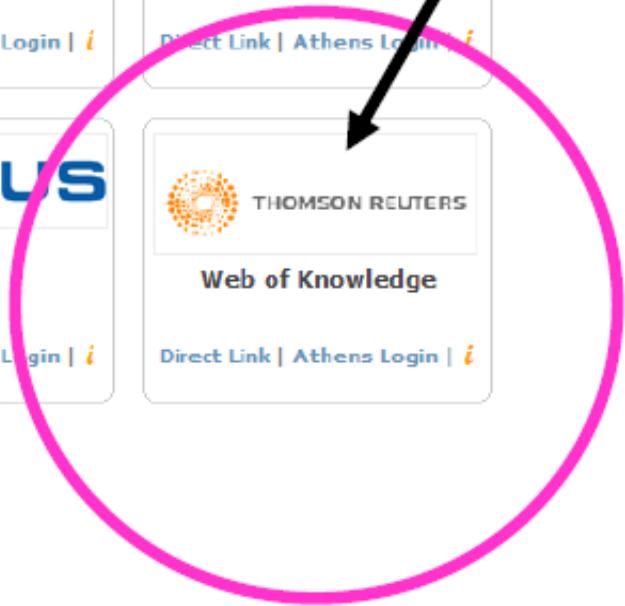 Login | i
Direct Link | Athens Login | i
US
THOMSON REUTERS
Web of Knowledge
Login | i
Direct Link | Athens Login | i